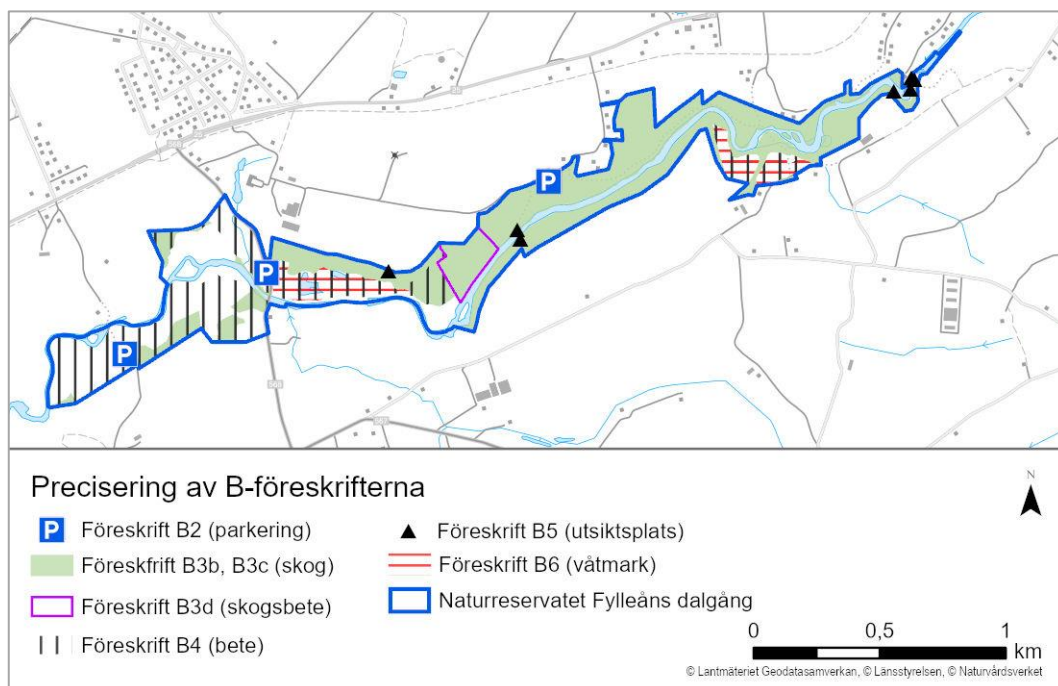 P
P
P
Precisering av B-föreskrifterna
N
P Föreskrift B2 (parkering)
Föreskfrift B3b, B3c (skog)
Föreskrift B3d (skogsbete)
Föreskrift B4 (bete)
Föreskrift B5 (utsiktsplats)
Föreskrift B6 (våtmark)
Naturreservatet Fylleåns dalgång
0 0,5 1
km
© Lantmäteriet Geodatasamverkan, © Länsstyrelsen, © Naturvårdsverket